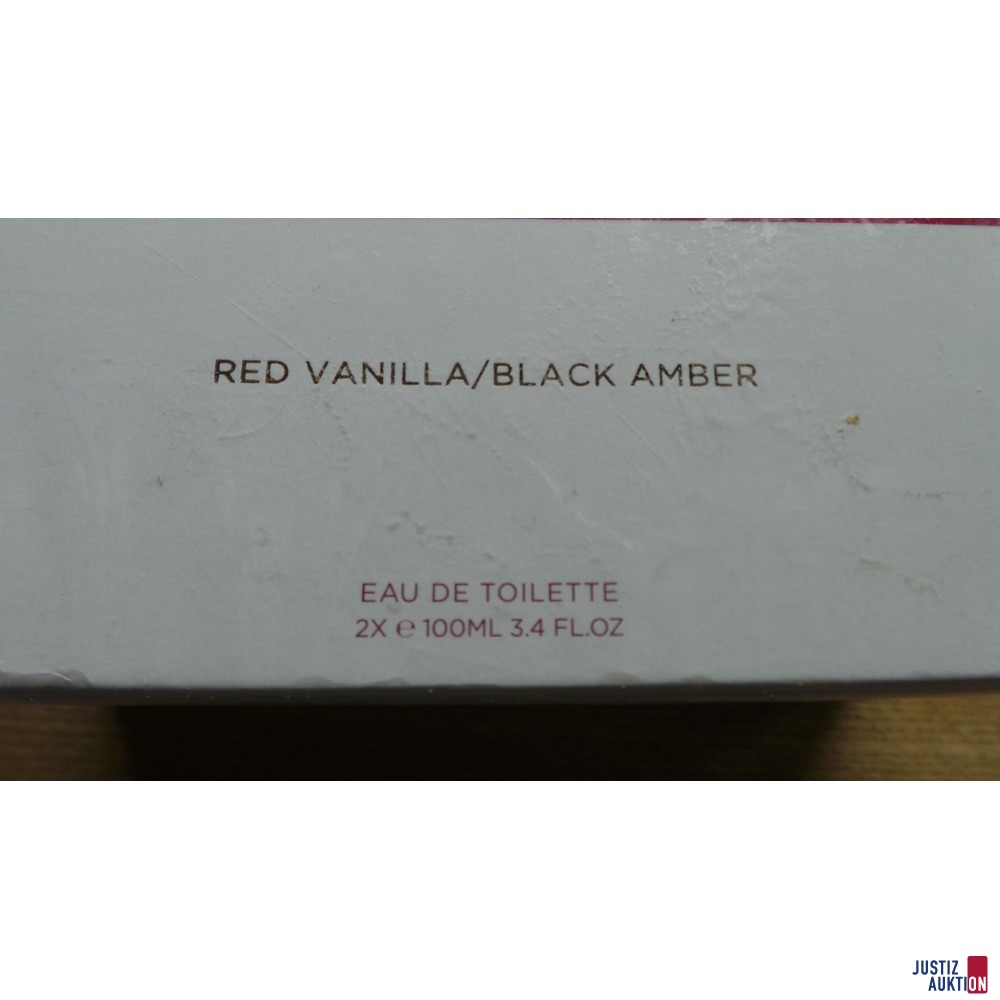 RED VANILLA/BLACK AMBER
EAU DE TOILETTE
2X ℮ 100ML 3.4 FL.OZ
JUSTIZ
AUKTION